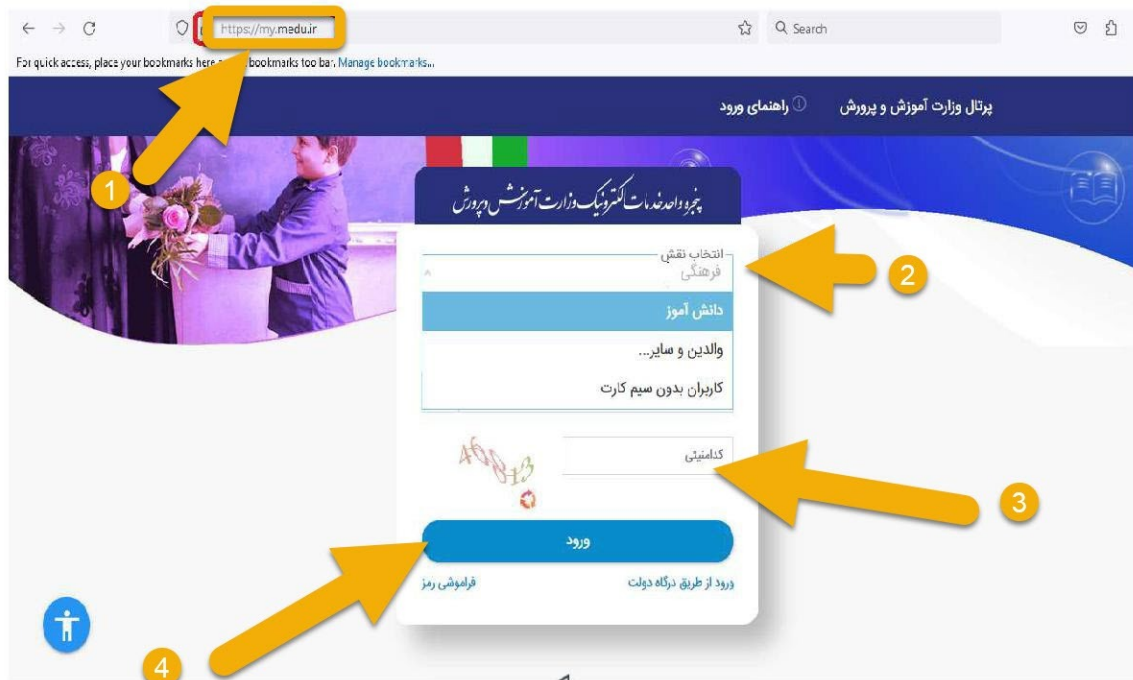 https://my.medu.ir
Search
For quick access, place your bookmarks here bookmarks toolbar. Manage bookmarks...
پرتال وزارت آموزش و پرورش
راهنمای ورود
پنجره واحد خدمات الکترونیک وزارت آموزش و پرورش
1
انتخاب نقش
فرهنگی
2
دانش آموز
والدین و سایر...
کاربران بدون سیم کارت
کدامنیتی
3
ورود
ورود از طریق درگاه دولت
فراموشی رمز
4